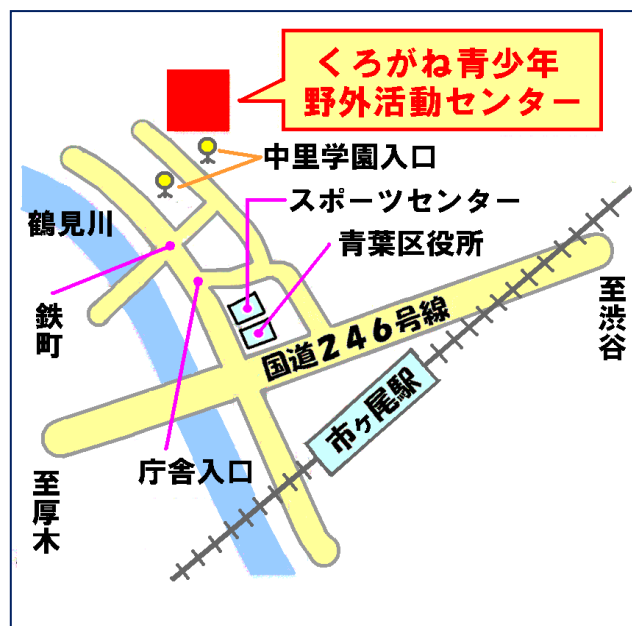 くろがね青少年
野外活動センター
中里学園入口
スポーツセンター
鶴見川
青葉区役所
鉄町
至渋谷
国道246号線
市ヶ尾駅
庁舎入口
至厚木